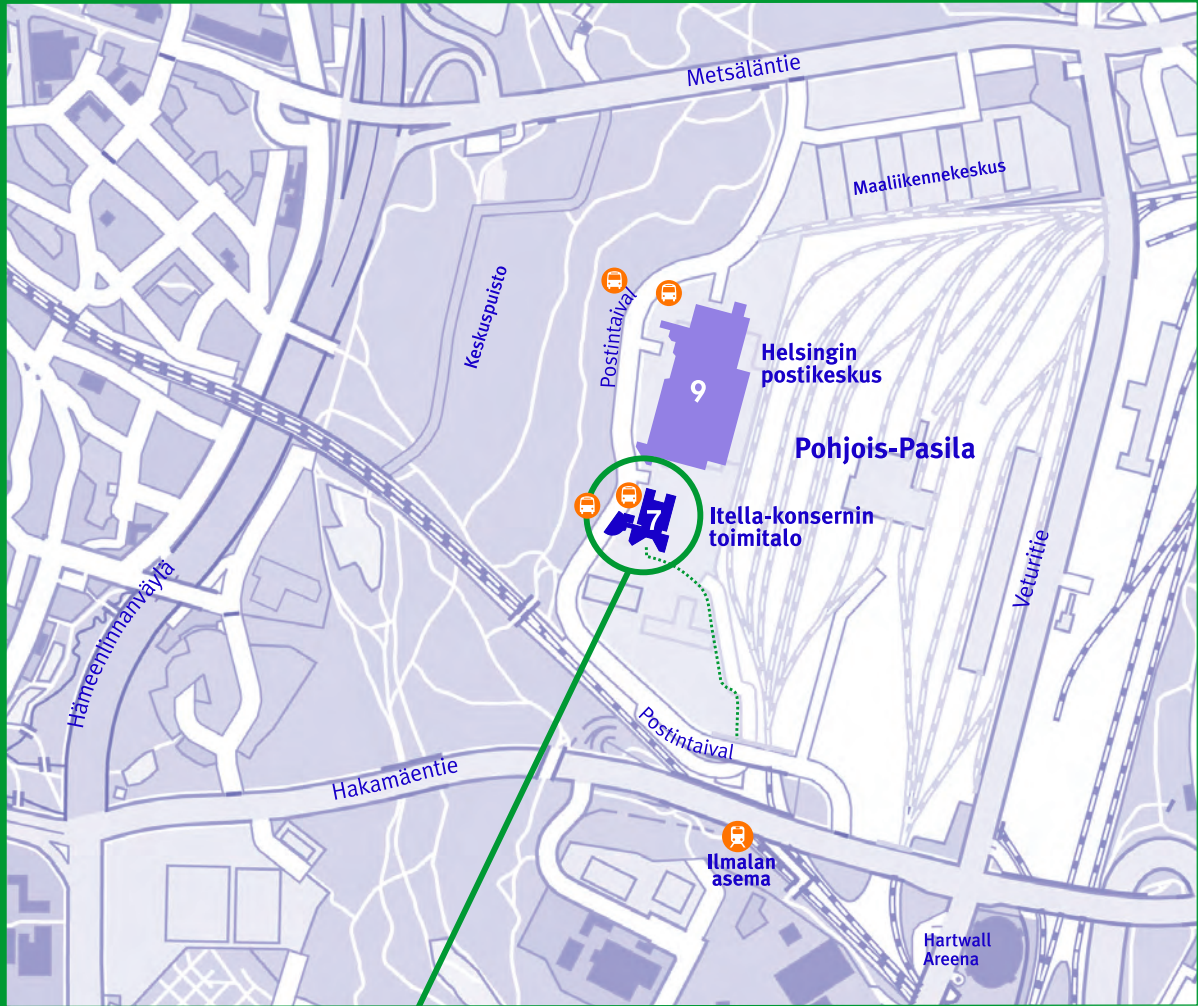 Metsäläntie
Maaliikennekeskus
Keskuspuisto
Postintaival
Helsingin
postikeskus
9
Pohjois-Pasila
7
Itella-konsernin
toimitalo
Veturitie
Hämeenlinnanväylä
Postintaival
Hakamäentie
Ilmalan
asema
Hartwall
Areena